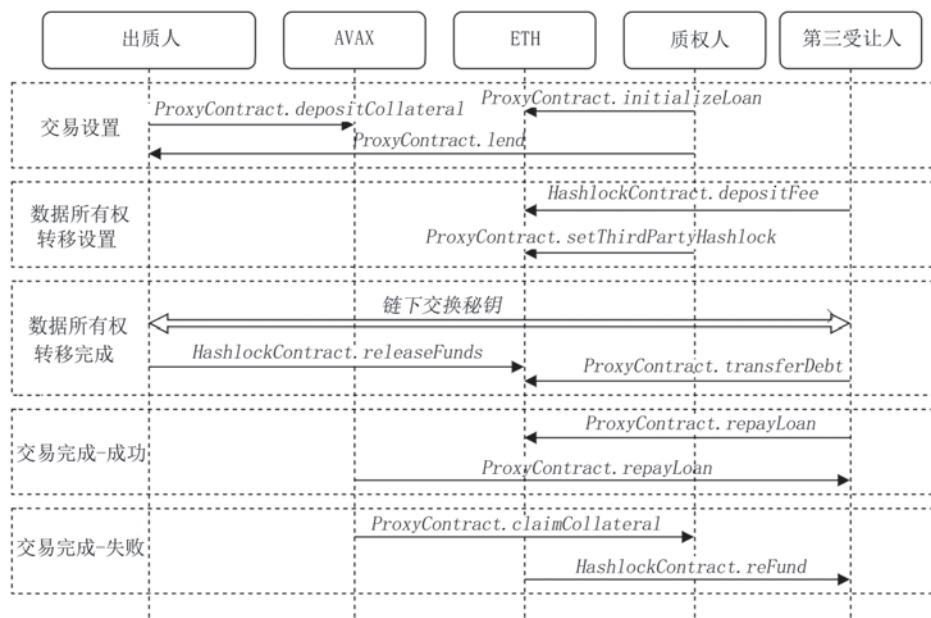 出质人
AVAX
ETH
质权人
第三受让人
交易设置
ProxyContract.initializeLoan
ProxyContract.depositCollateral
ProxyContract.lend
数据所有权
转移设置
HashlockContract.depositFee
ProxyContract.setThirdPartyHashlock
数据所有权
转移完成
链下交换秘钥
HashlockContract.releaseFunds
ProxyContract.transferDebt
交易完成-成功
ProxyContract.repayLoan
ProxyContract.repayLoan
交易完成-失败
ProxyContract.claimCollateral
HashlockContract.reFund